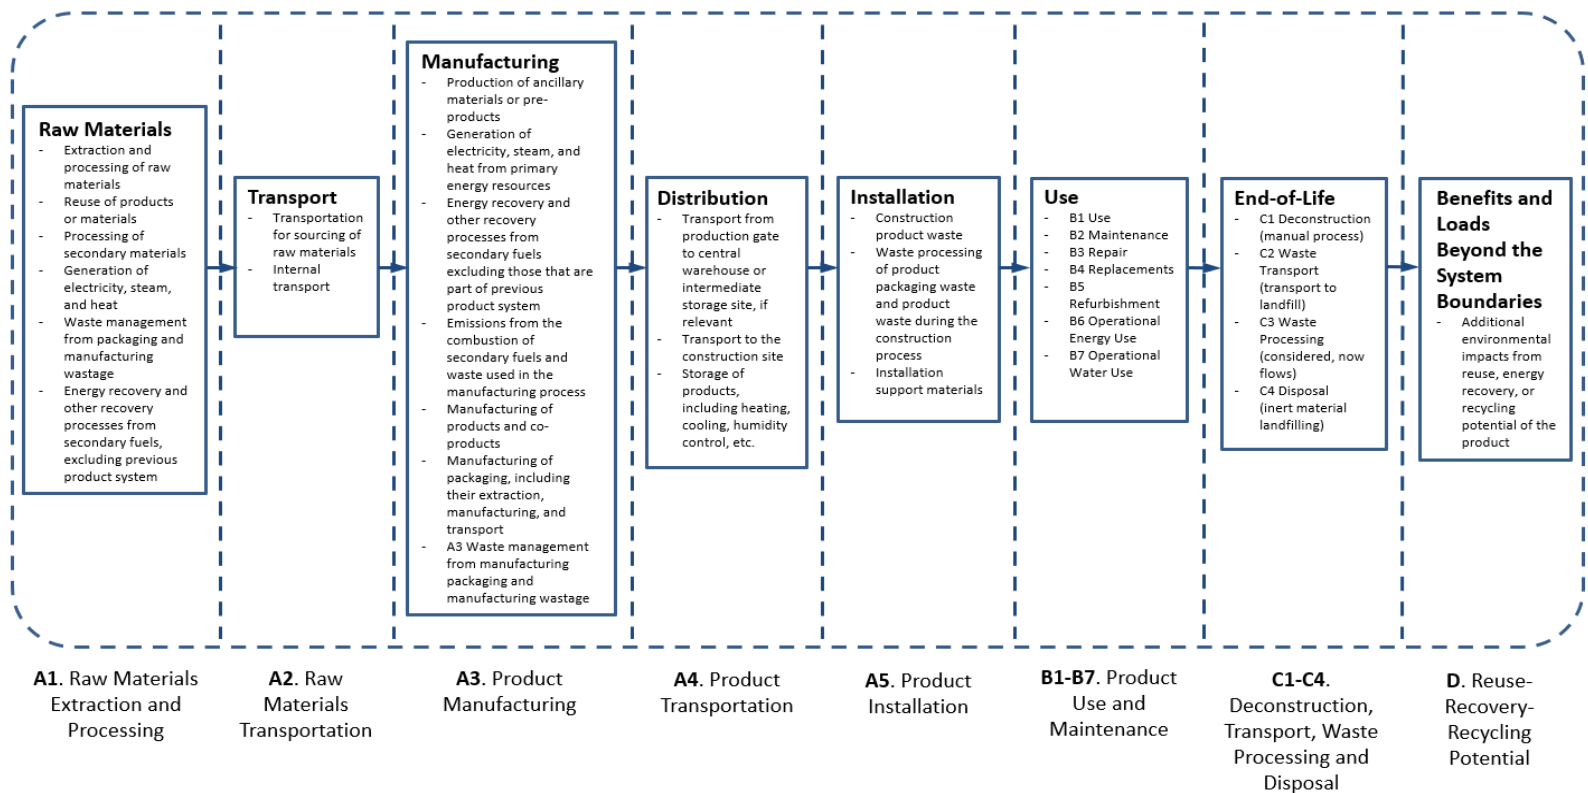 Raw Materials
- Extraction and
processing of raw
materials
- Reuse of products
or materials
- Processing of
secondary materials
- Generation of
electricity, steam,
and heat
- Waste management
from packaging and
manufacturing
wastage
- Energy recovery and
other recovery
processes from
secondary fuels,
excluding previous
product system
Transport
- Transportation
for sourcing of
raw materials
- Internal
transport
Manufacturing
- Production of ancillary
materials or pre-
products
- Generation of
electricity, steam, and
heat from primary
energy resources
- Energy recovery and
other recovery
processes from
secondary fuels
excluding those that are
part of previous
product system
- Emissions from the
combustion of
secondary fuels and
waste used in the
manufacturing process
- Manufacturing of
products and co-
products
- Manufacturing of
packaging, including
their extraction,
manufacturing, and
transport
- A3 Waste management
from manufacturing
packaging and
manufacturing wastage
Distribution
- Transport from
production gate
to central
warehouse or
intermediate
storage site, if
relevant
- Transport to the
construction site
- Storage of
products,
including heating,
cooling, humidity
control, etc.
Installation
- Construction
product waste
- Waste processing
of product
packaging waste
and product
waste during the
construction
process
- Installation
support materials
Use
- B1 Use
- B2 Maintenance
- B3 Repair
- B4 Replacements
- B5
Refurbishment
- B6 Operational
Energy Use
- B7 Operational
Water Use
End-of-Life
- C1 Deconstruction
(manual process)
- C2 Waste
Transport
(transport to
landfill)
- C3 Waste
Processing
(considered, now
flows)
- C4 Disposal
(inert material
landfilling)
Benefits and
Loads
Beyond the
System
Boundaries
- Additional
environmental
impacts from
reuse, energy
recovery, or
recycling
potential of the
product
A1. Raw Materials
Extraction and
Processing
A2. Raw
Materials
Transportation
A3. Product
Manufacturing
A4. Product
Transportation
A5. Product
Installation
B1-B7. Product
Use and
Maintenance
C1-C4.
Deconstruction,
Transport, Waste
Processing and
Disposal
D. Reuse-
Recovery-
Recycling
Potential